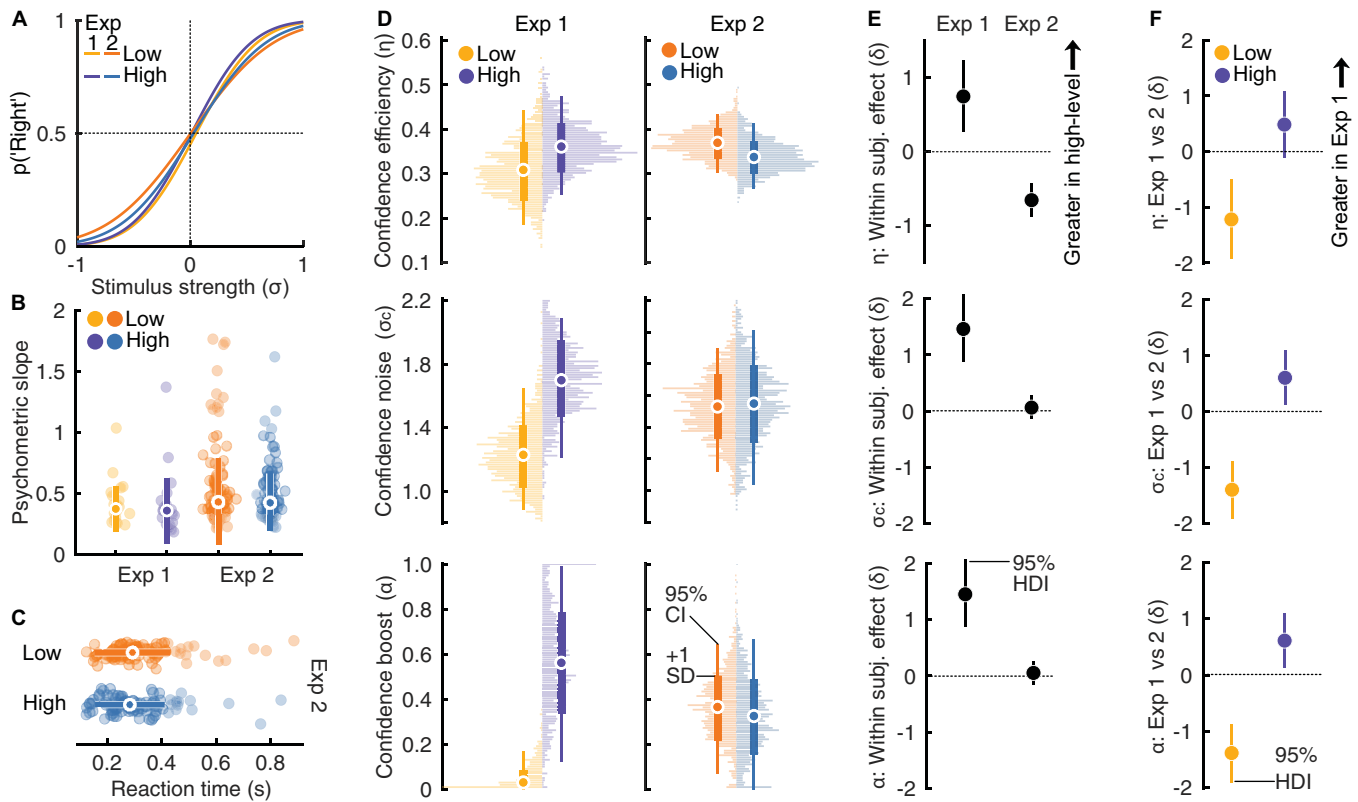 A
Exp
1 2
Low
High
p('Right')
1
0.5
0
-1
0
1
Stimulus strength (σ)
B
Low
High
Psychometric slope
2
1.5
1
0.5
0
Exp 1
Exp 2
C
Low
High
Exp 2
0.2
0.4
0.6
0.8
Reaction time (s)
D
Exp 1
Exp 2
Low
High
Low
High
Confidence efficiency (η)
0.6
0.5
0.4
0.3
0.2
0.1
Confidence noise (σc)
2.2
1.8
1.4
1.0
Confidence boost (α)
1.0
0.8
0.6
0.4
0.2
0
95%
CI
+1
SD
E
Exp 1
Exp 2
η: Within subj. effect (δ)
1
0
-1
Greater in high-level
σc: Within subj. effect (δ)
2
1
0
-1
-2
α: Within subj. effect (δ)
2
1
0
-1
-2
95%
HDI
F
Low
High
η: Exp 1 vs 2 (δ)
2
1
0
-1
-2
Greater in Exp 1
σc: Exp 1 vs 2 (δ)
2
1
0
-1
-2
α: Exp 1 vs 2 (δ)
2
1
0
-1
-2
95%
HDI